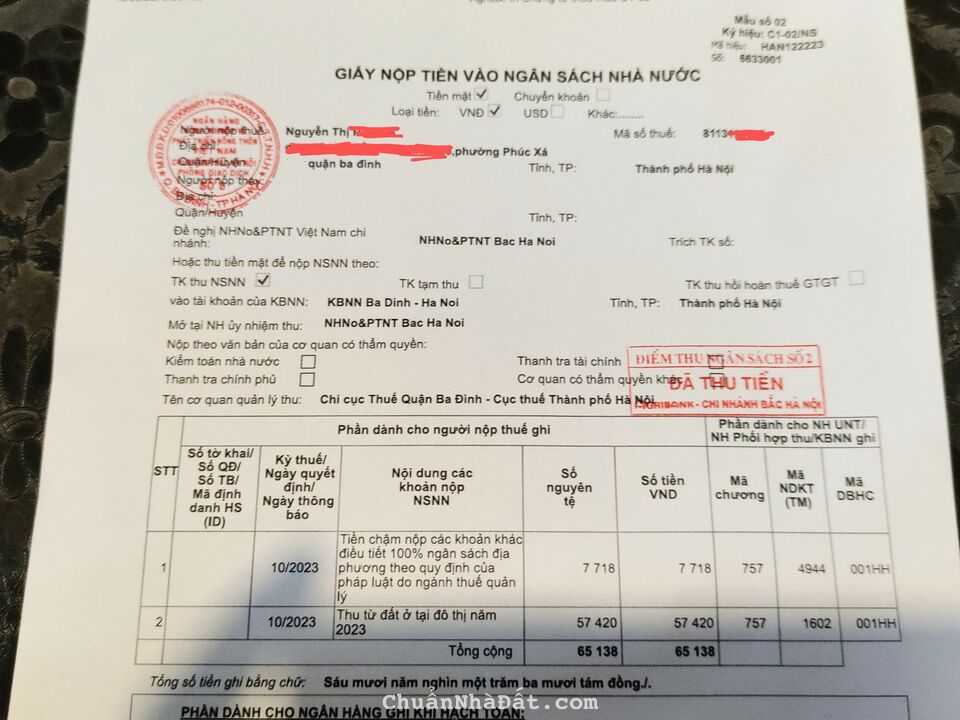 Mẫu số 02
Ký hiệu: C1-02/NS
Mã hiệu: HAN122223
Số: 5633001
GIẤY NỘP TIỀN VÀO NGÂN SÁCH NHÀ NƯỚC
Tiền mặt Chuyển khoản
Loại tiền: VNĐ USD Khác:.........
Người nộp thuế: Nguyễn Thị Mã số thuế: 8113
Địa chỉ: ,phường Phúc Xá
Quận/Huyện: quận ba đình Tỉnh, TP: Thành phố Hà Nội
Người nộp thay:
Địa chỉ:
Quận/Huyện Tỉnh, TP:
Đề nghị NHNo&PTNT Việt Nam chi nhánh: NHNo&PTNT Bac Ha Noi Trích TK số:
Hoặc thu tiền mặt để nộp NSNN theo:
TK thu NSNN TK tạm thu TK thu hồi hoàn thuế GTGT
vào tài khoản của KBNN: KBNN Ba Dinh - Ha Noi Tỉnh, TP: Thành phố Hà Nội
Mở tại NH ủy nhiệm thu: NHNo&PTNT Bac Ha Noi
Nộp theo văn bản của cơ quan có thẩm quyền:
Kiểm toán nhà nước Thanh tra tài chính
Thanh tra chính phủ Cơ quan có thẩm quyền khác
Tên cơ quan quản lý thu: Chi cục Thuế Quận Ba Đình - Cục thuế Thành phố Hà Nội
ĐIỂM THU NGÂN SÁCH SỐ 2
ĐÃ THU TIỀN
AGRIBANK - CHI NHÁNH BẮC HÀ NỘI
Phần dành cho người nộp thuế ghi
Phần dành cho NH UNT/
NH Phối hợp thu/KBNN ghi
STT
Số tờ khai/
Số QĐ/
Số TB/
Mã định
danh HS
(ID)
Kỳ thuế/
Ngày quyết
định/
Ngày thông
báo
Nội dung các
khoản nộp
NSNN
Số
nguyên
tệ
Số tiền
VND
Mã
chương
Mã
NDKT
(TM)
Mã
DBHC
1 10/2023 Tiền chậm nộp các khoản khác
điều tiết 100% ngân sách địa
phương theo quy định của
pháp luật do ngành thuế quản
lý 7 718 7 718 757 4944 001HH
2 10/2023 Thu từ đất ở tại đô thị năm
2023 57 420 57 420 757 1602 001HH
Tổng cộng 65 138 65 138
Tổng số tiền ghi bằng chữ: Sáu mươi năm nghìn một trăm ba mươi tám đồng./.
PHẦN DÀNH CHO NGÂN HÀNG GHI KHI HẠCH TOÁN:
ChuẩnNhàĐất.com